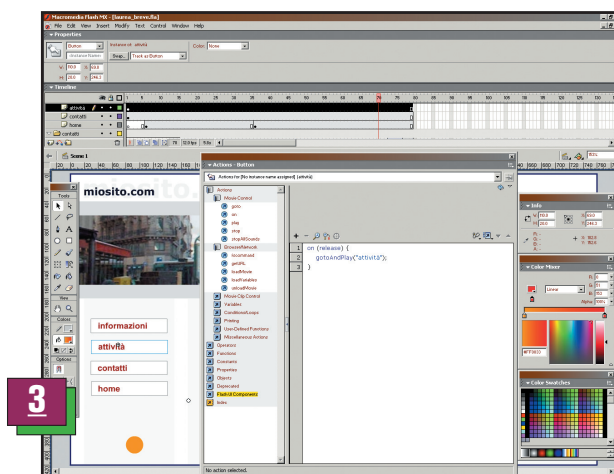 Macromedia Flash MX - [laurea_breve.fla]
File Edit View Insert Modify Text Control Window Help
Properties
Button
Instance of: attività
Color: None
Swap...
Track as Button
Timeline
attività
contatti
home
contatti
Scene 1
miosito.com
Tools
View
Colors
Options
informazioni
attività
contatti
home
3
Actions - Button
Actions for [No instance name assigned] (attività)
Actions
Movie Control
goto
on
play
stop
stopAllSounds
Browser/Network
fscommand
getURL
loadMovie
loadVariables
unloadMovie
Movie Clip Control
Variables
Conditions/Loops
Printing
User-Defined Functions
Miscellaneous Actions
Operators
Functions
Constants
Properties
Objects
Deprecated
Flash UI Components
Index
1 on (release) {
2 gotoAndPlay("attività");
3 }
No action selected.
Info
Color Mixer
Linear
Alpha:
Color Swatches